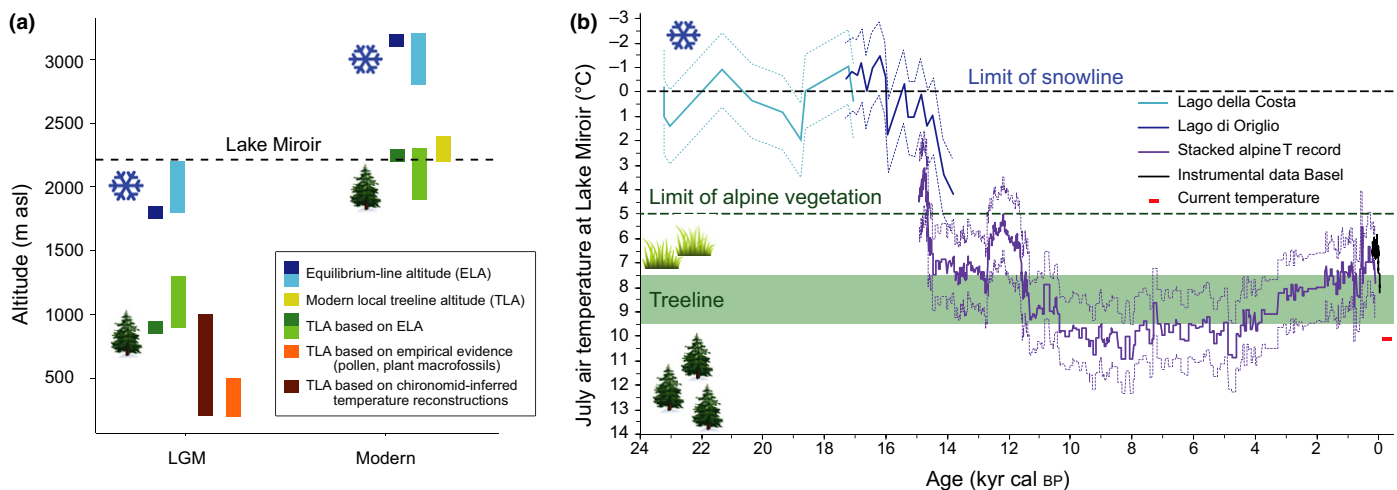 (a)
3000
2500
2000
1500
1000
500
Altitude (m asl)
Lake Miroir
Equilibrium-line altitude (ELA)
Modern local treeline altitude (TLA)
TLA based on ELA
TLA based on empirical evidence
(pollen, plant macrofossils)
TLA based on chironomid-inferred
temperature reconstructions
LGM
Modern
(b)
–3
–2
–1
0
1
2
3
4
5
6
7
8
9
10
11
12
13
14
July air temperature at Lake Miroir (°C)
Limit of snowline
Lago della Costa
Lago di Origlio
Stacked alpine T record
Instrumental data Basel
Current temperature
Limit of alpine vegetation
Treeline
24 22 20 18 16 14 12 10 8 6 4 2 0
Age (kyr cal BP)